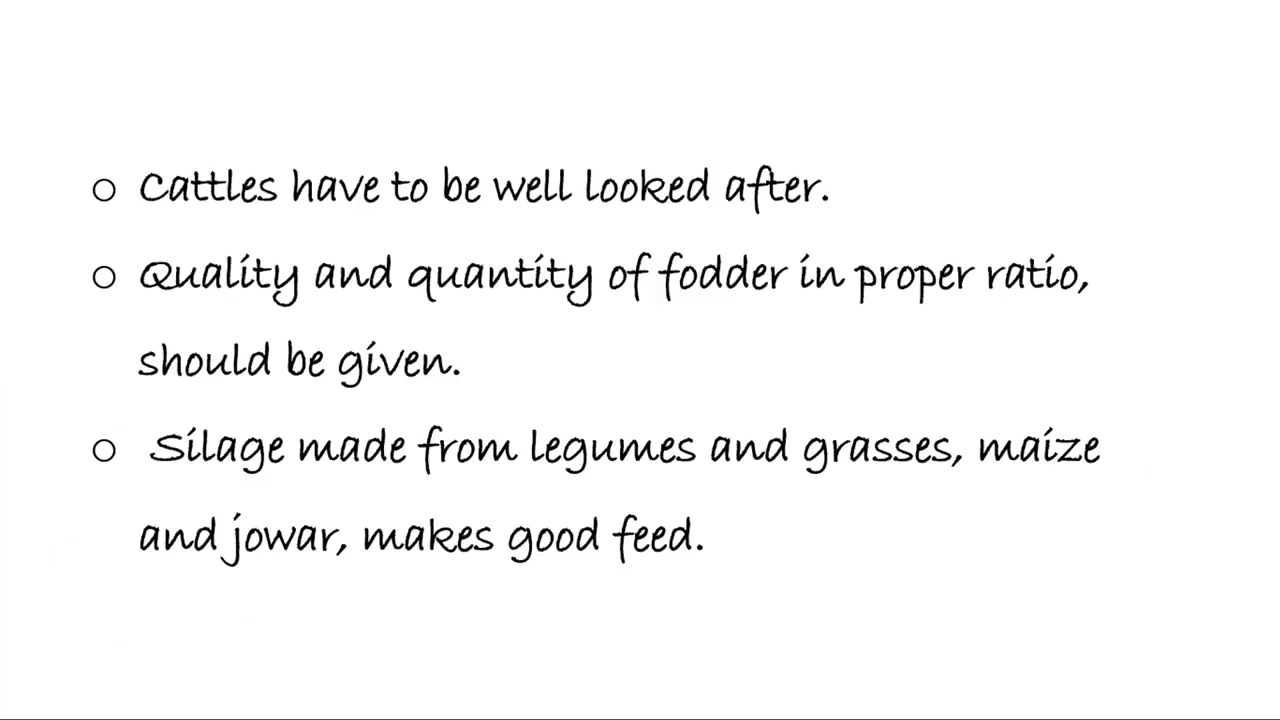 ○ Cattles have to be well looked after.
○ Quality and quantity of fodder in proper ratio,
should be given.
○ Silage made from legumes and grasses, maize
and jowar, makes good feed.